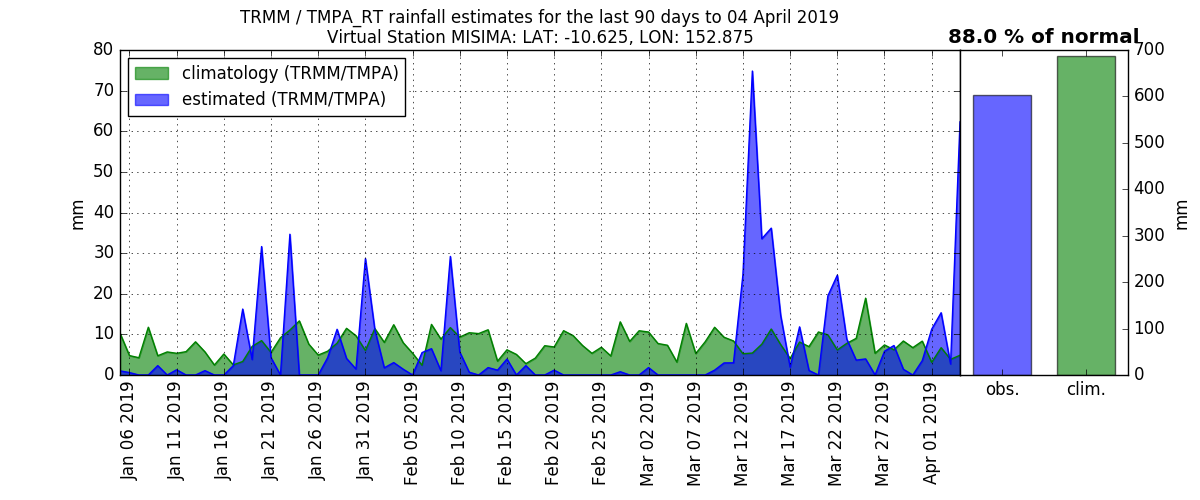 TRMM / TMPA_RT rainfall estimates for the last 90 days to 04 April 2019
Virtual Station MISIMA: LAT: -10.625, LON: 152.875
88.0 % of normal
climatology (TRMM/TMPA)
estimated (TRMM/TMPA)
mm
80
70
60
50
40
30
20
10
0
Jan 06 2019
Jan 11 2019
Jan 16 2019
Jan 21 2019
Jan 26 2019
Jan 31 2019
Feb 05 2019
Feb 10 2019
Feb 15 2019
Feb 20 2019
Feb 25 2019
Mar 02 2019
Mar 07 2019
Mar 12 2019
Mar 17 2019
Mar 22 2019
Mar 27 2019
Apr 01 2019
obs.
clim.
700
600
500
400
300
200
100
0
mm